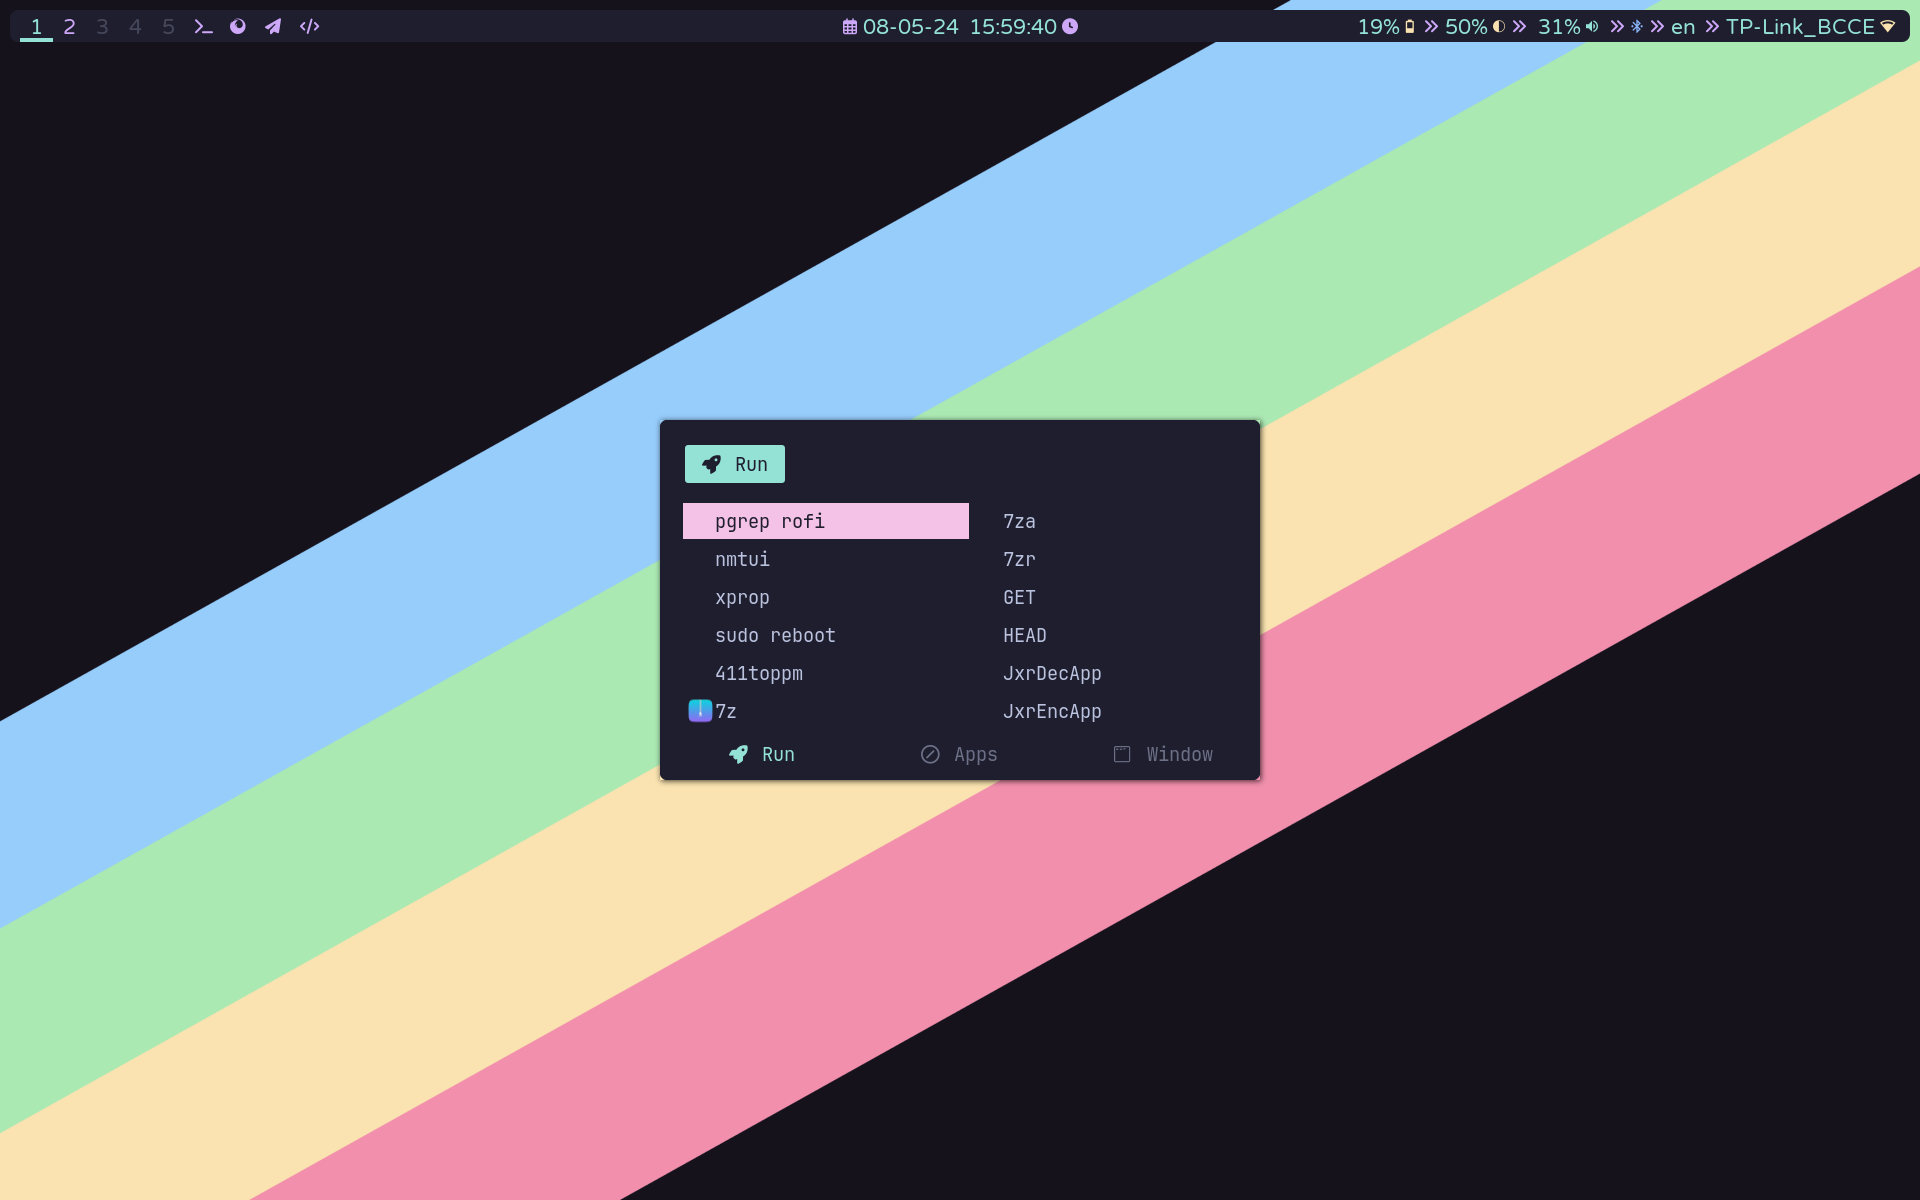 1 2 3 4 5 08-05-24 15:59:40 19% 50% 31% en TP-Link_BCCE
Run
pgrep rofi
nmtui
xprop
sudo reboot
411toppm
7z
7za
7zr
GET
HEAD
JxrDecApp
JxrEncApp
Run Apps Window